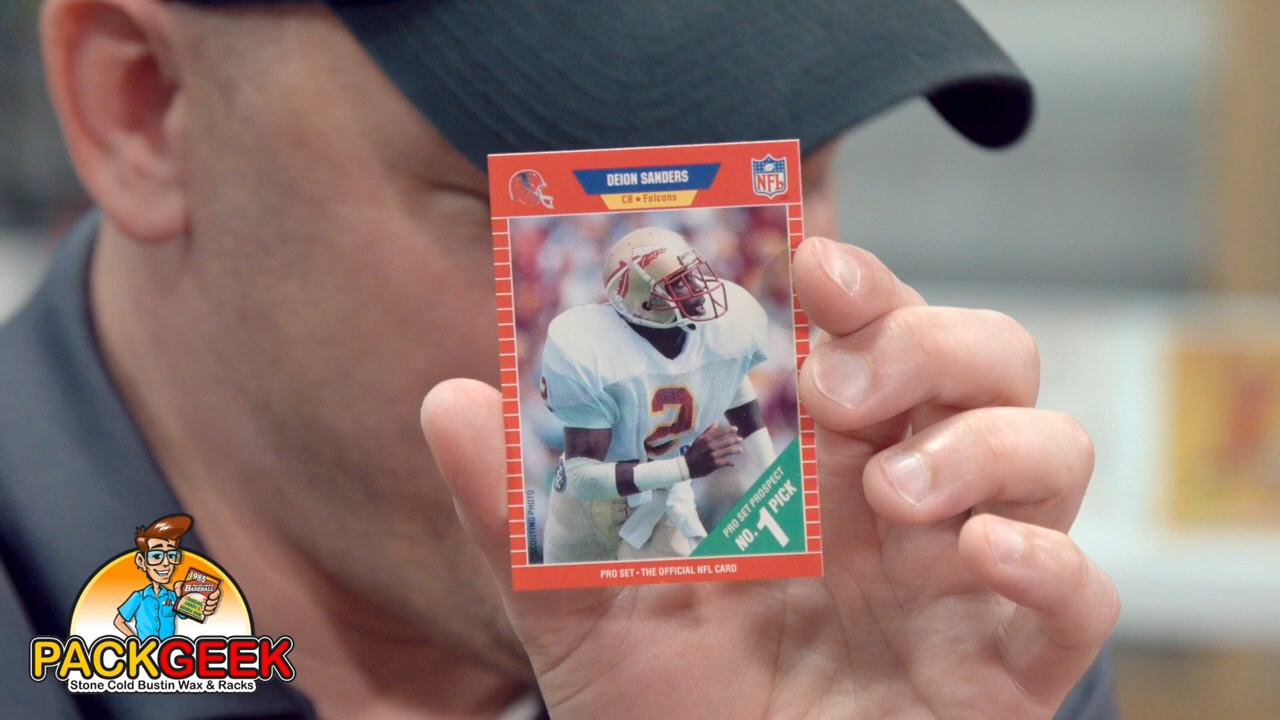 DEION SANDERS
CB • Falcons
NFL
2
2
SCOUTING PHOTO
PRO SET PROSPECT
NO. 1 PICK
PRO SET • THE OFFICIAL NFL CARD
1985
BASEBALL
PACKGEEK
Stone Cold Bustin Wax & Racks